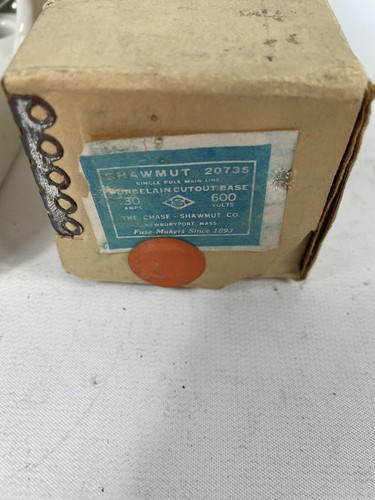 SHAWMUT 20735
SINGLE POLE MAIN LINE
PORCELAIN CUTOUT BASE
30 AMPS 600 VOLTS
THE CHASE-SHAWMUT CO.
NEWBURYPORT, MASS.
Fuse Makers Since 1893